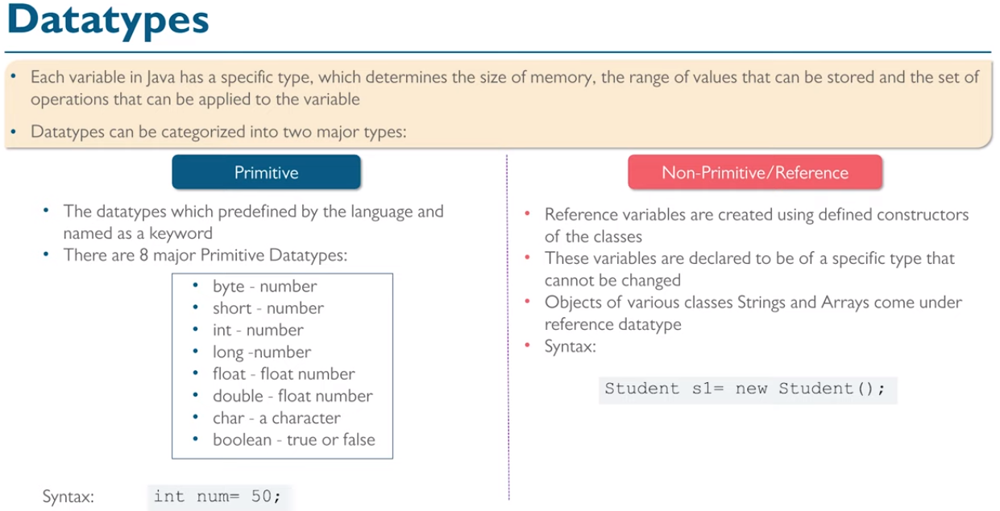 Datatypes
• Each variable in Java has a specific type, which determines the size of memory, the range of values that can be stored and the set of
operations that can be applied to the variable
• Datatypes can be categorized into two major types:
Primitive
• The datatypes which predefined by the language and
named as a keyword
• There are 8 major Primitive Datatypes:
• byte - number
• short - number
• int - number
• long -number
• float - float number
• double - float number
• char - a character
• boolean - true or false
Syntax: int num= 50;
Non-Primitive/Reference
• Reference variables are created using defined constructors
of the classes
• These variables are declared to be of a specific type that
cannot be changed
• Objects of various classes Strings and Arrays come under
reference datatype
• Syntax:
Student s1= new Student();